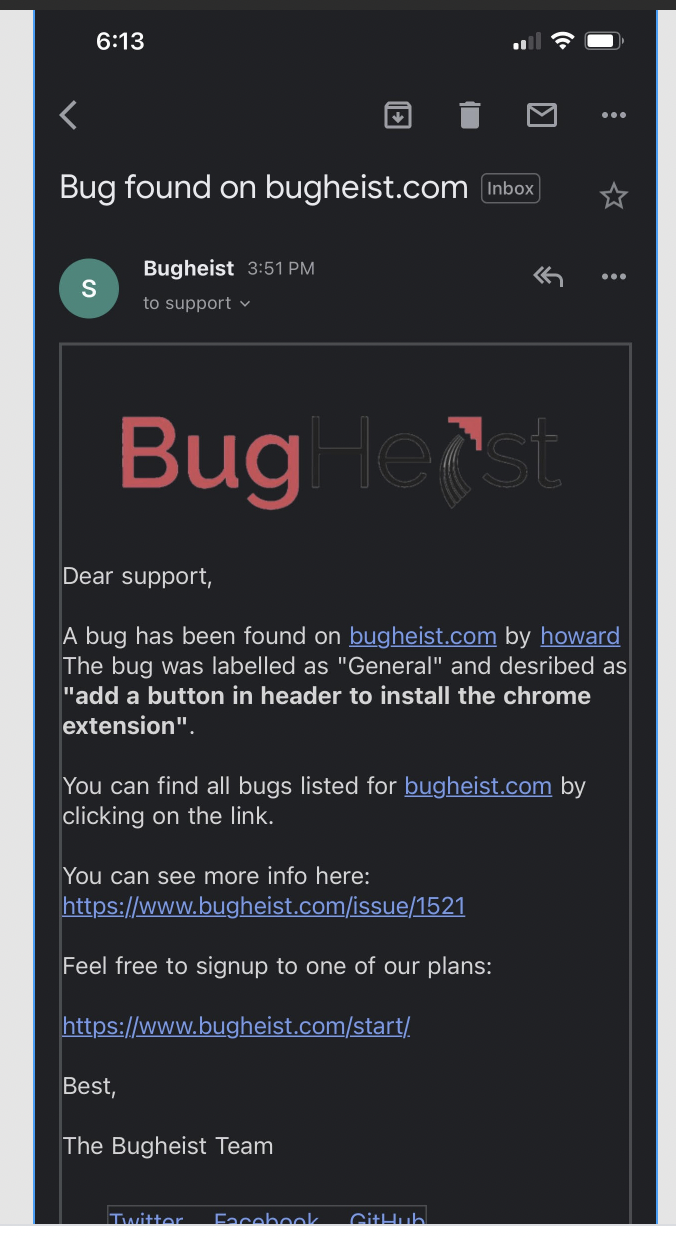 6:13
Bug found on bugheist.com Inbox
S
Bugheist 3:51 PM
to support
BugHeist
Dear support,
A bug has been found on bugheist.com by howard
The bug was labelled as "General" and desribed as
"add a button in header to install the chrome
extension".
You can find all bugs listed for bugheist.com by
clicking on the link.
You can see more info here:
https://www.bugheist.com/issue/1521
Feel free to signup to one of our plans:
https://www.bugheist.com/start/
Best,
The Bugheist Team
Twitter Facebook GitHub